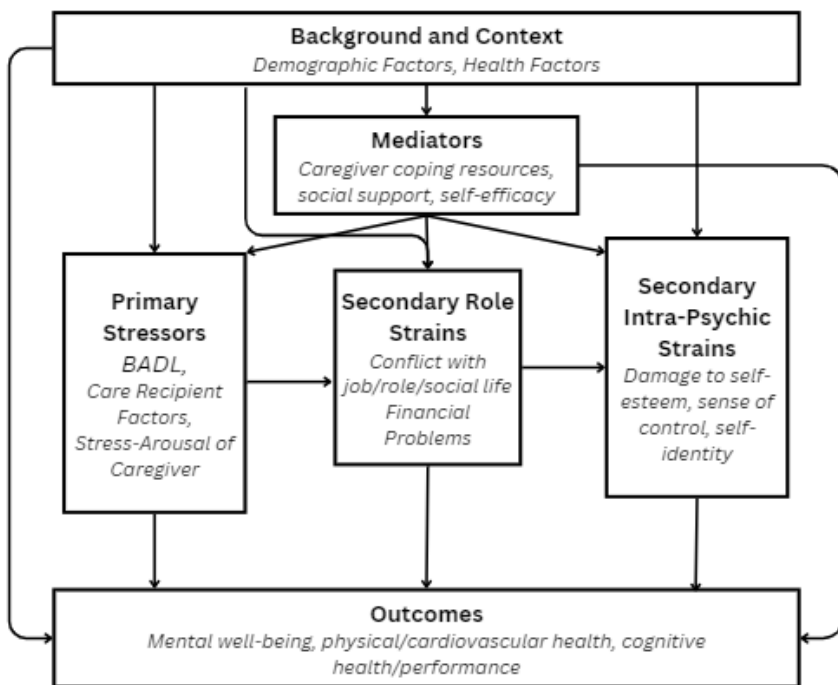 Background and Context
Demographic Factors, Health Factors
Mediators
Caregiver coping resources,
social support, self-efficacy
Primary
Stressors
BADL,
Care Recipient
Factors,
Stress-Arousal of
Caregiver
Secondary Role
Strains
Conflict with
job/role/social life
Financial
Problems
Secondary
Intra-Psychic
Strains
Damage to self-
esteem, sense of
control, self-
identity
Outcomes
Mental well-being, physical/cardiovascular health, cognitive
health/performance